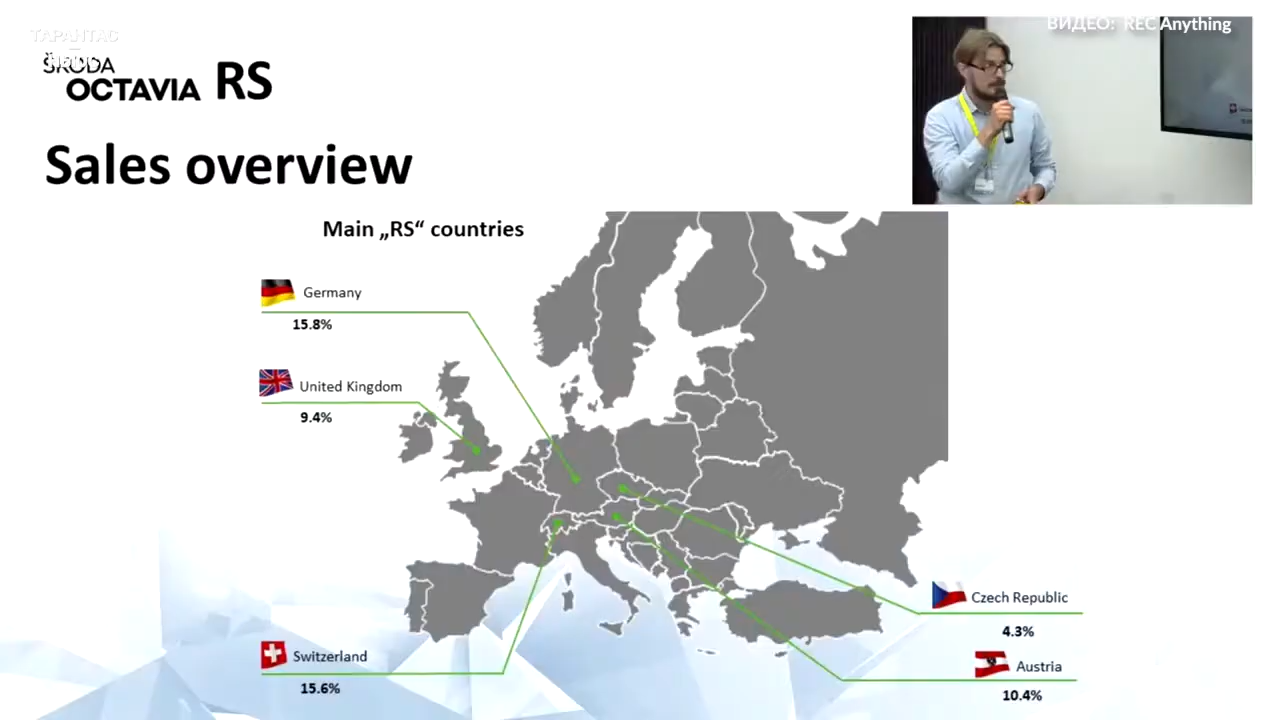 ТАРАНТАС
ŠKODA
OCTAVIA RS
ВИДЕО: REC Anything
Sales overview
Main „RS“ countries
Germany
15.8%
United Kingdom
9.4%
Switzerland
15.6%
Czech Republic
4.3%
Austria
10.4%